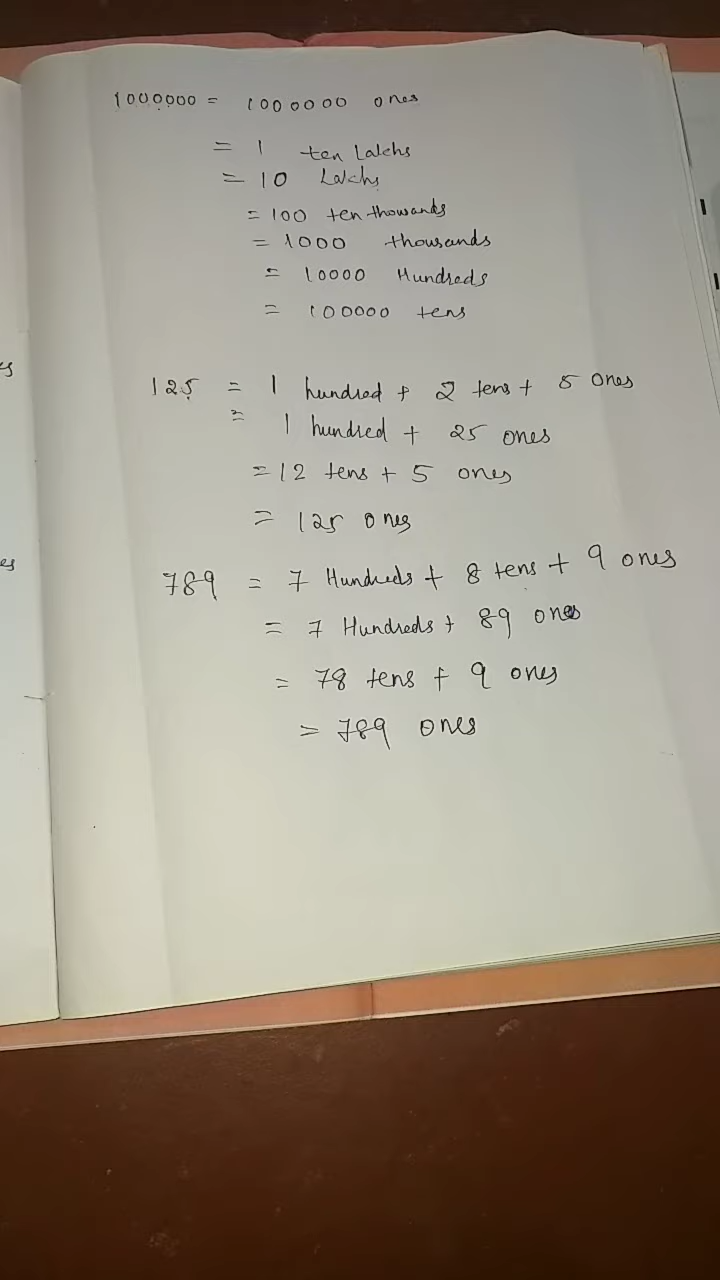 1000000 = 1000000 ones
= 1 ten Lakhs
= 10 Lakhs
= 100 ten thousands
= 1000 thousands
= 10000 Hundreds
= 100000 tens
125 = 1 hundred + 2 tens + 5 ones
= 1 hundred + 25 ones
= 12 tens + 5 ones
= 125 ones
789 = 7 Hundreds + 8 tens + 9 ones
= 7 Hundreds + 89 ones
= 78 tens + 9 ones
= 789 ones